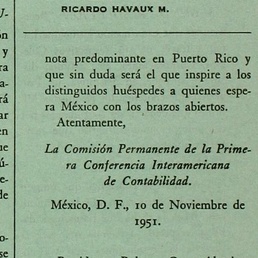 RICARDO HAVAUX M.
nota predominante en Puerto Rico y
que sin duda será el que inspire a los
distinguidos huéspedes a quienes espe-
ra México con los brazos abiertos.
Atentamente,
La Comisión Permanente de la Prime-
ra Conferencia Interamericana
de Contabilidad.
México, D. F., 10 de Noviembre de
1951.